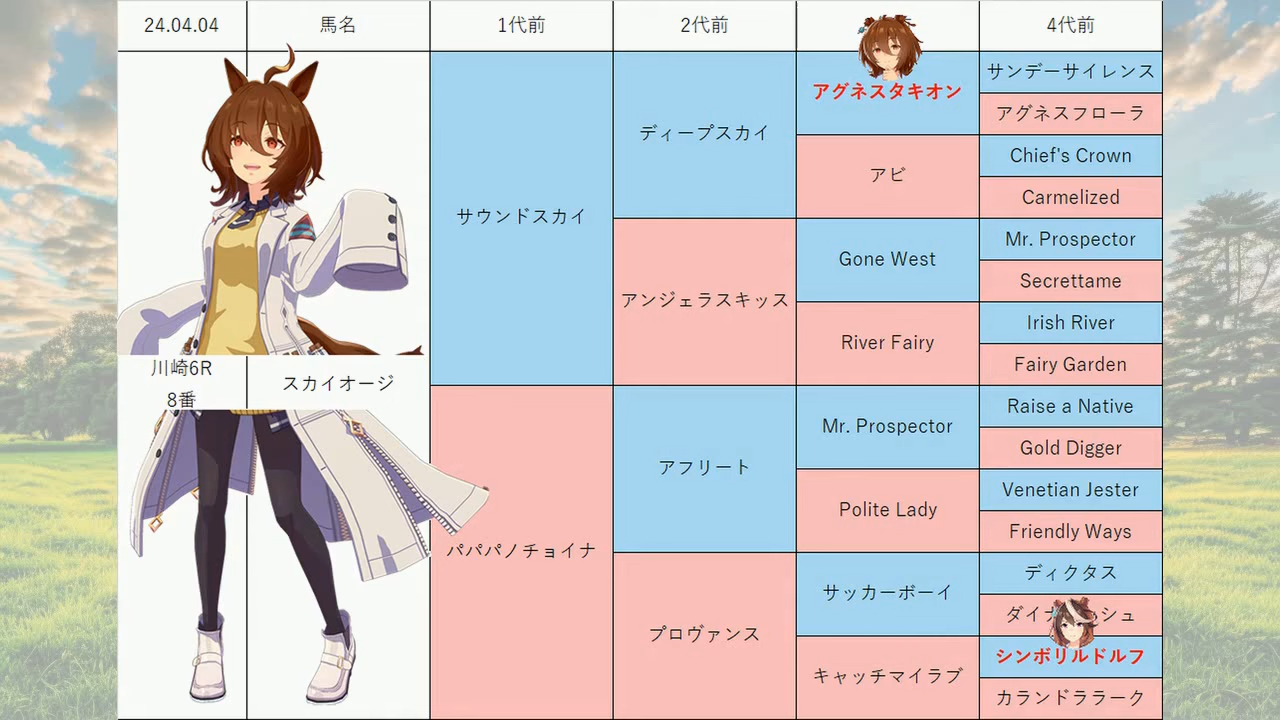 24.04.04
馬名
1代前
2代前
4代前
川崎6R
8番
スカイオージ
サウンドスカイ
パパパノチョイナ
ディープスカイ
アンジェラスキッス
アフリート
プロヴァンス
アグネスタキオン
アビ
Gone West
River Fairy
Mr. Prospector
Polite Lady
サッカーボーイ
キャッチマイラブ
サンデーサイレンス
アグネスフローラ
Chief's Crown
Carmelized
Mr. Prospector
Secrettame
Irish River
Fairy Garden
Raise a Native
Gold Digger
Venetian Jester
Friendly Ways
ディクタス
シンボリルドルフ
カランドララーク